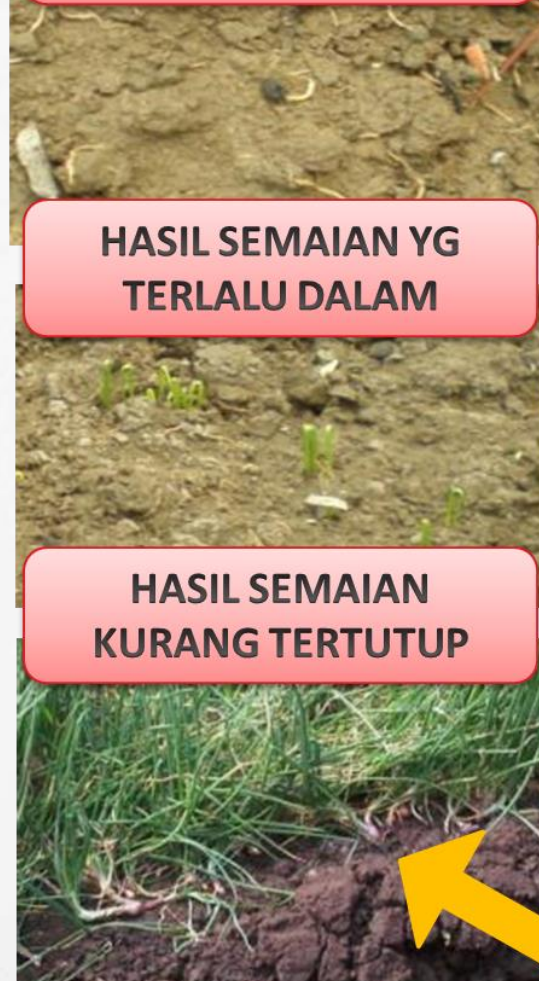 HASIL SEMAIAN YG
TERLALU DALAM
HASIL SEMAIAN
KURANG TERTUTUP